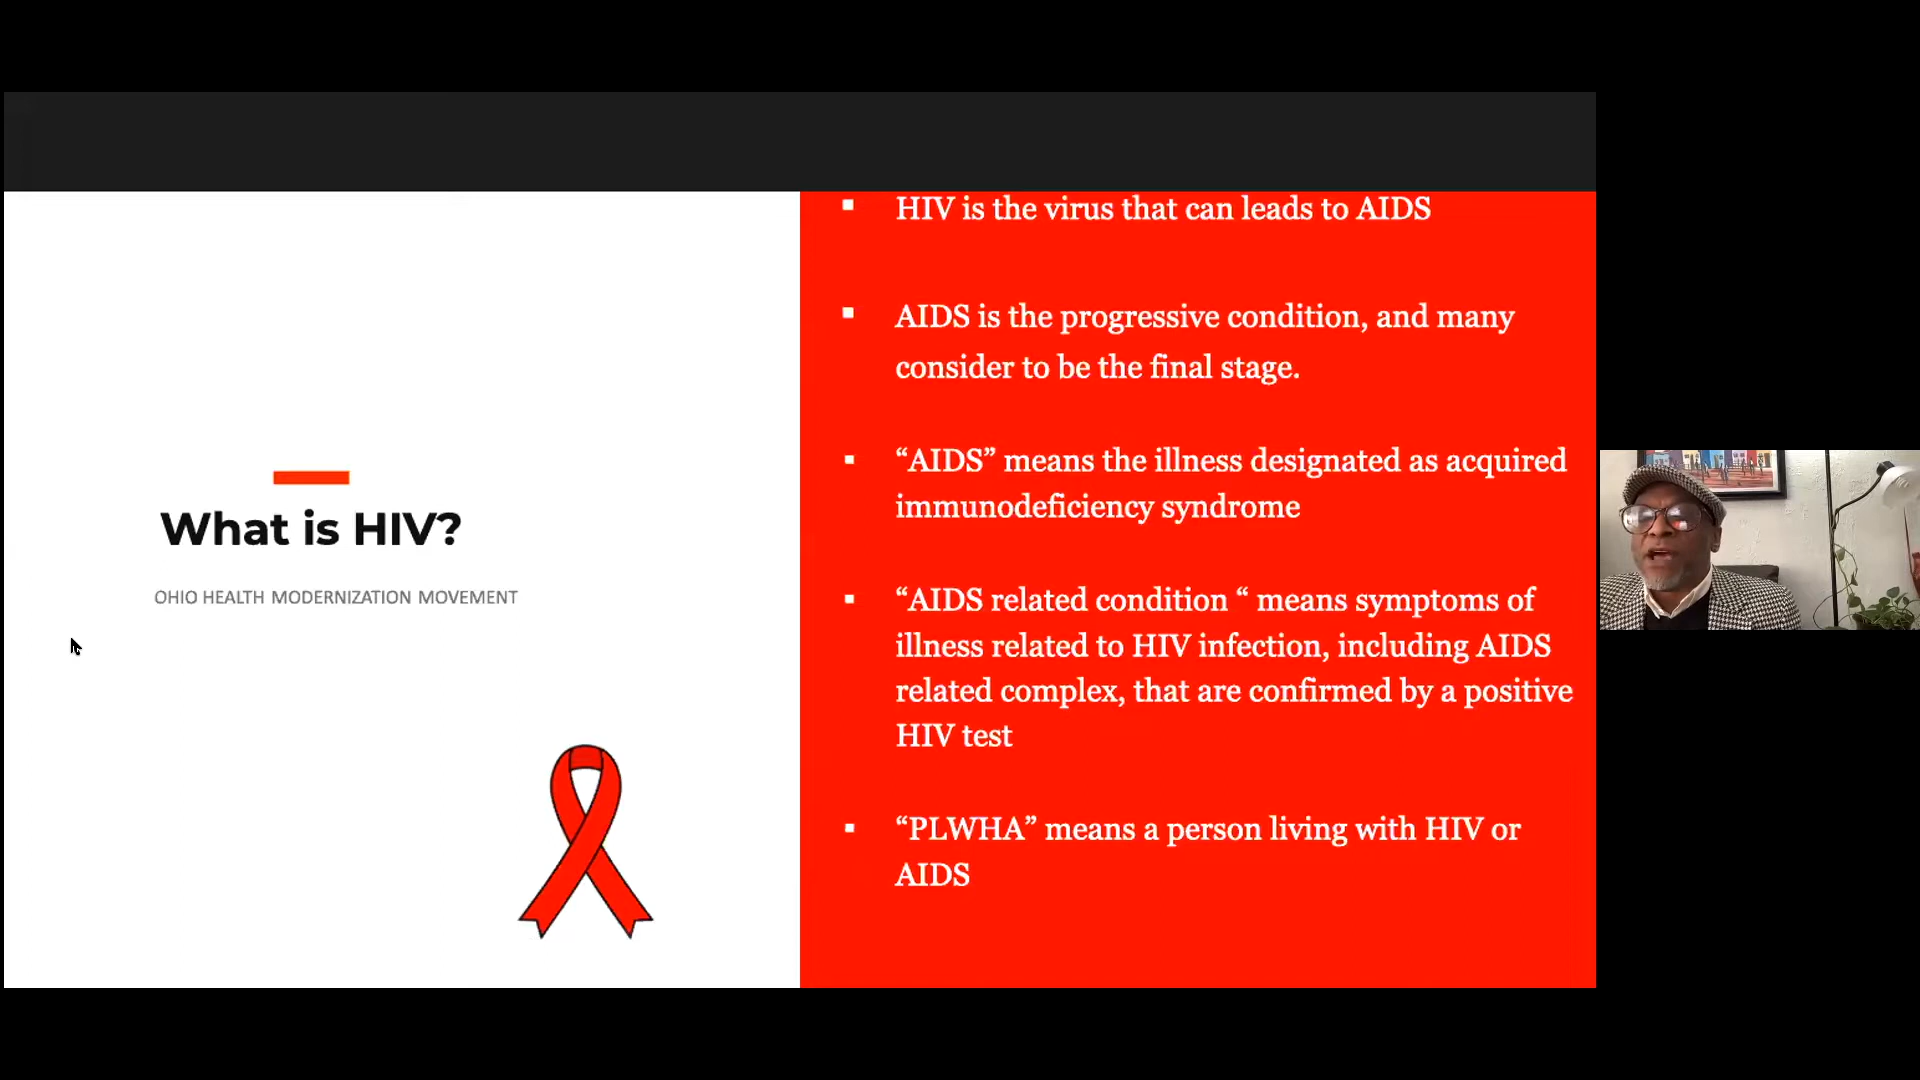 What is HIV?
OHIO HEALTH MODERNIZATION MOVEMENT
▪ HIV is the virus that can leads to AIDS
▪ AIDS is the progressive condition, and many
consider to be the final stage.
▪ “AIDS” means the illness designated as acquired
immunodeficiency syndrome
▪ “AIDS related condition “ means symptoms of
illness related to HIV infection, including AIDS
related complex, that are confirmed by a positive
HIV test
▪ “PLWHA” means a person living with HIV or
AIDS